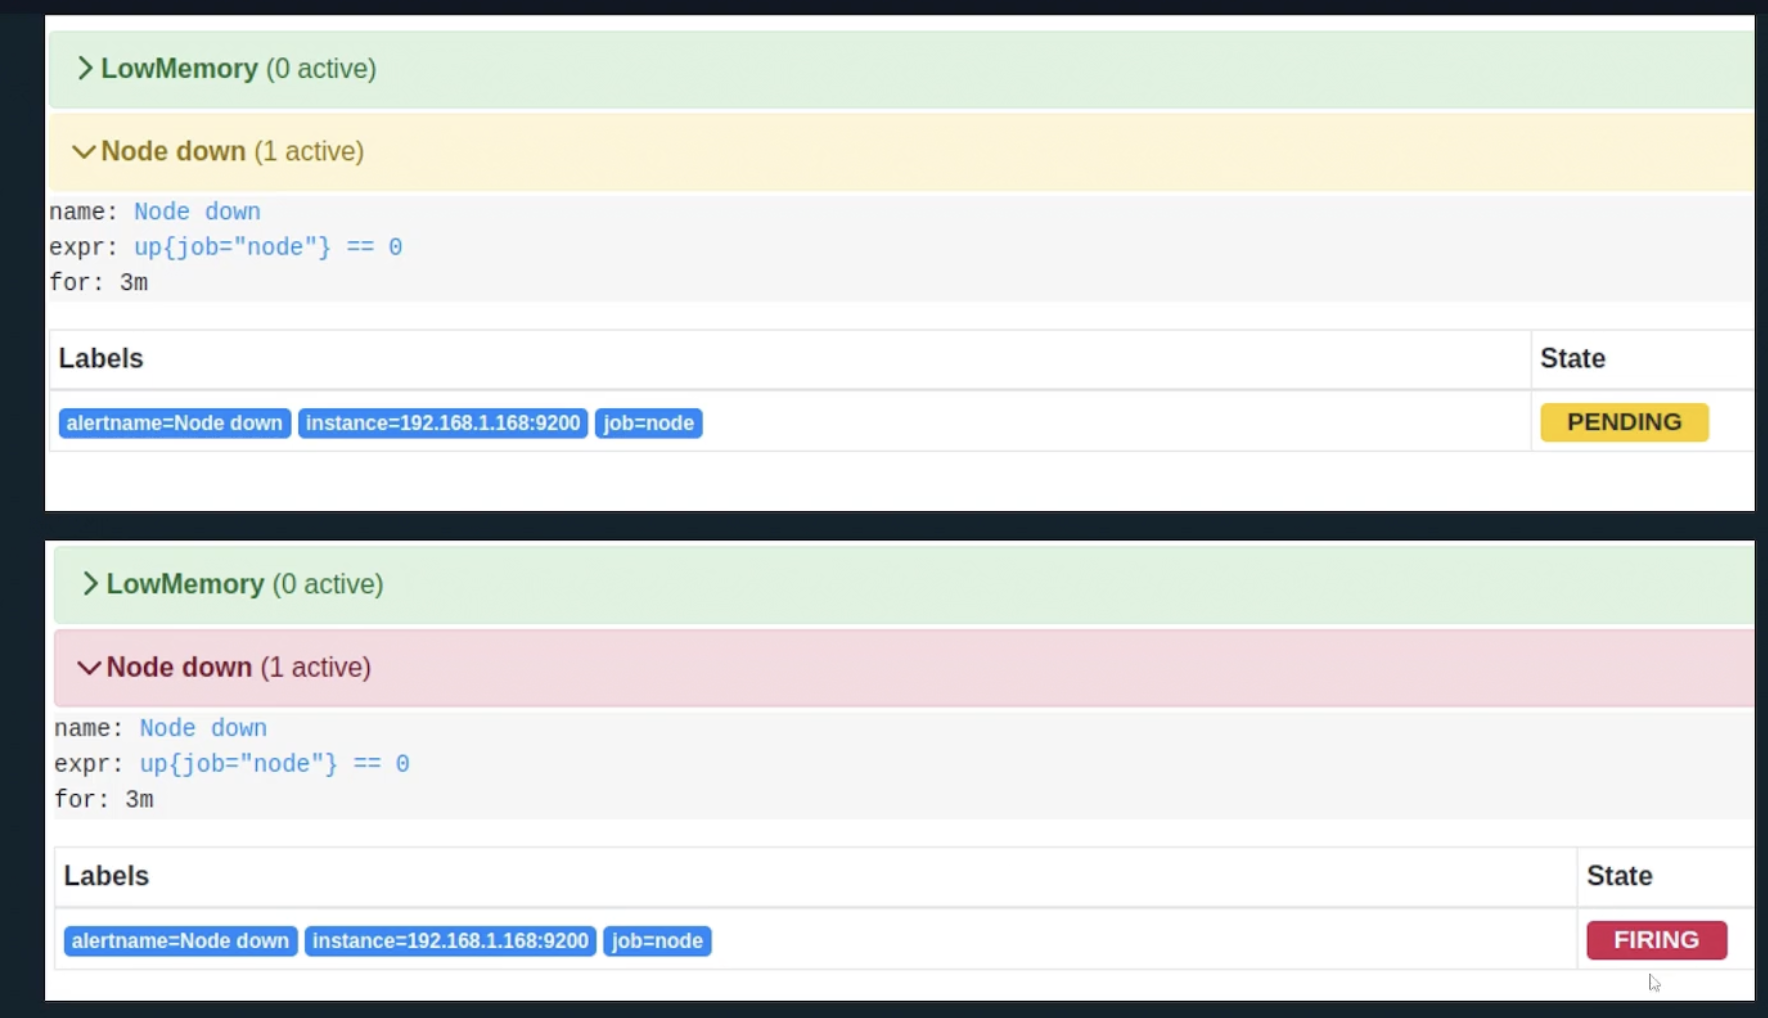 LowMemory (0 active)
Node down (1 active)
name: Node down
expr: up{job="node"} == 0
for: 3m
Labels State
alertname=Node down instance=192.168.1.168:9200 job=node PENDING
LowMemory (0 active)
Node down (1 active)
name: Node down
expr: up{job="node"} == 0
for: 3m
Labels State
alertname=Node down instance=192.168.1.168:9200 job=node FIRING